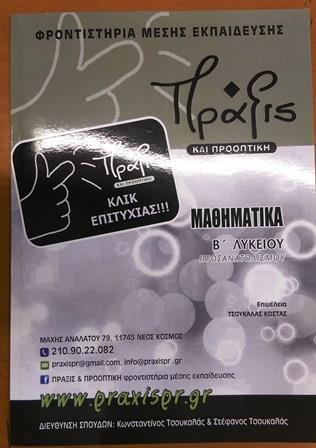 ΦΡΟΝΤΙΣΤΗΡΙΑ ΜΕΣΗΣ ΕΚΠΑΙΔΕΥΣΗΣ
Πράξις
ΚΑΙ ΠΡΟΟΠΤΙΚΗ
Πράξις
ΚΑΙ ΠΡΟΟΠΤΙΚΗ
ΚΛΙΚ
ΕΠΙΤΥΧΙΑΣ!!!
ΜΑΘΗΜΑΤΙΚΑ
Β΄ ΛΥΚΕΙΟΥ
ΠΡΟΣΑΝΑΤΟΛΙΣΜΟΥ
Επιμέλεια
ΤΣΟΥΚΑΛΑΣ ΚΩΣΤΑΣ
ΜΑΧΗΣ ΑΝΑΛΑΤΟΥ 79, 11745 ΝΕΟΣ ΚΟΣΜΟΣ
210.90.22.082
praxispr@gmail.com, info@praxispr .gr
ΠΡΑΞΙΣ & ΠΡΟΟΠΤΙΚΗ φροντιστήρια μέσης εκπαίδευσης
www.praxispr.gr
ΔΙΕΥΘΥΝΣΗ ΣΠΟΥΔΩΝ: Κωνσταντίνος Τσουκαλάς & Στέφανος Τσουκαλάς